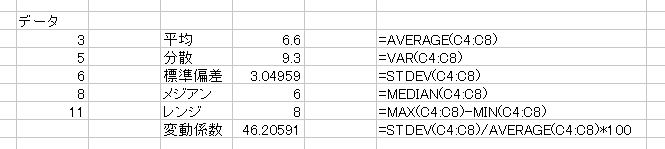 データ
3 平均 6.6 =AVERAGE(C4:C8)
5 分散 9.3 =VAR(C4:C8)
6 標準偏差 3.04959 =STDEV(C4:C8)
8 メジアン 6 =MEDIAN(C4:C8)
11 レンジ 8 =MAX(C4:C8)-MIN(C4:C8)
変動係数 46.20591 =STDEV(C4:C8)/AVERAGE(C4:C8)*100